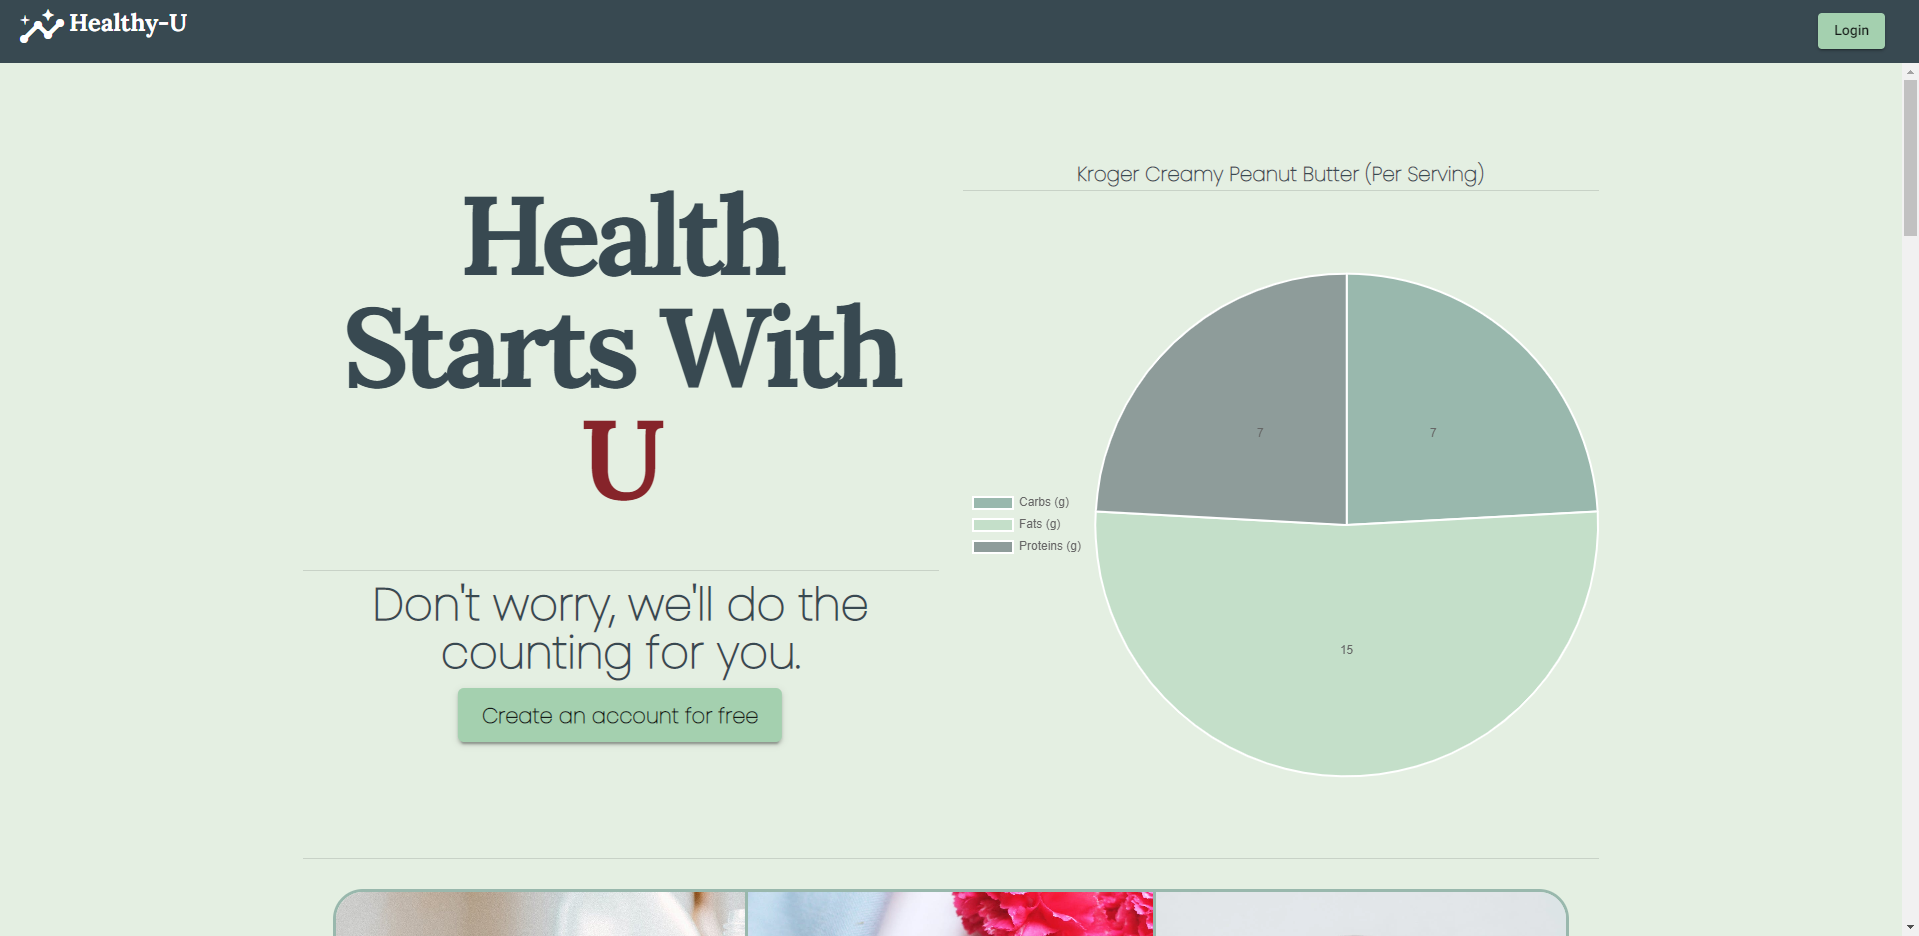 Healthy-U
Login
Health
Starts With
U
Don't worry, we'll do the
counting for you.
Create an account for free
Kroger Creamy Peanut Butter (Per Serving)
Carbs (g)
Fats (g)
Proteins (g)
7
7
15